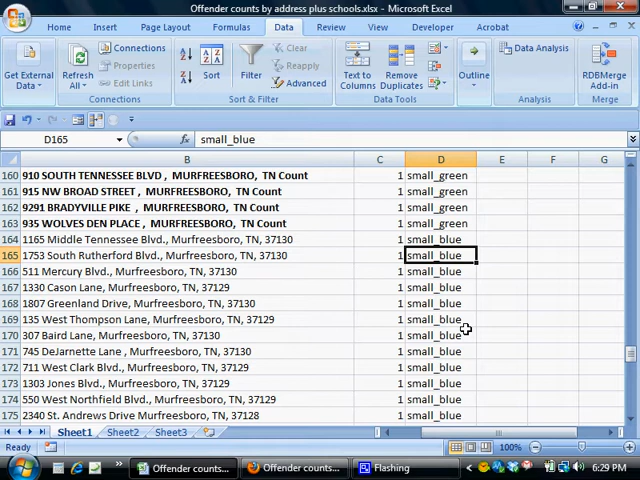 Offender counts by address plus schools.xlsx - Microsoft Excel
Home Insert Page Layout Formulas Data Review View Developer Acrobat
Get External Data
Refresh All
Connections
Properties
Edit Links
Connections
Sort
Filter
Clear
Reapply
Advanced
Sort & Filter
Text to Columns
Remove Duplicates
Data Tools
Outline
Data Analysis
Analysis
RDBMerge Add-in
RDBMerge
D165 fx small_blue
B C D E F G
160 910 SOUTH TENNESSEE BLVD , MURFREESBORO, TN Count 1 small_green
161 915 NW BROAD STREET , MURFREESBORO, TN Count 1 small_green
162 9291 BRADYVILLE PIKE , MURFREESBORO, TN Count 1 small_green
163 935 WOLVES DEN PLACE , MURFREESBORO, TN Count 1 small_green
164 1165 Middle Tennessee Blvd., Murfreesboro, TN, 37130 1 small_blue
165 1753 South Rutherford Blvd., Murfreesboro, TN, 37130 1 small_blue
166 511 Mercury Blvd., Murfreesboro, TN, 37130 1 small_blue
167 1330 Cason Lane, Murfreesboro, TN, 37129 1 small_blue
168 1807 Greenland Drive, Murfreesboro, TN, 37130 1 small_blue
169 135 West Thompson Lane, Murfreesboro, TN, 37129 1 small_blue
170 307 Baird Lane, Murfreesboro, TN, 37130 1 small_blue
171 745 DeJarnette Lane , Murfreesboro, TN, 37130 1 small_blue
172 711 West Clark Blvd., Murfreesboro, TN, 37129 1 small_blue
173 1303 Jones Blvd., Murfreesboro, TN, 37129 1 small_blue
174 550 West Northfield Blvd., Murfreesboro, TN, 37129 1 small_blue
175 2340 St. Andrews Drive Murfreesboro, TN, 37128 1 small_blue
Sheet1 Sheet2 Sheet3
Ready 100%
Offender counts... Offender counts... Flashing 6:29 PM